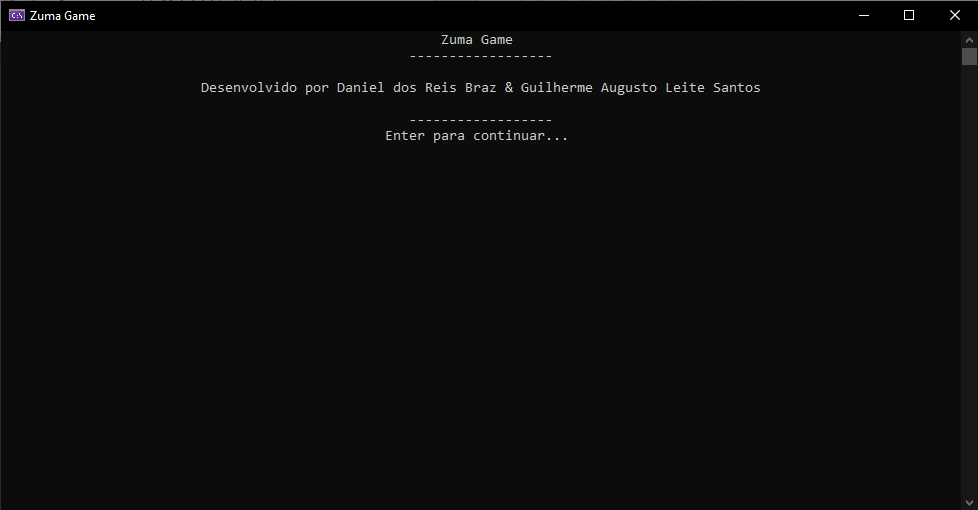 Zuma Game
Zuma Game
------------------
Desenvolvido por Daniel dos Reis Braz & Guilherme Augusto Leite Santos
------------------
Enter para continuar...